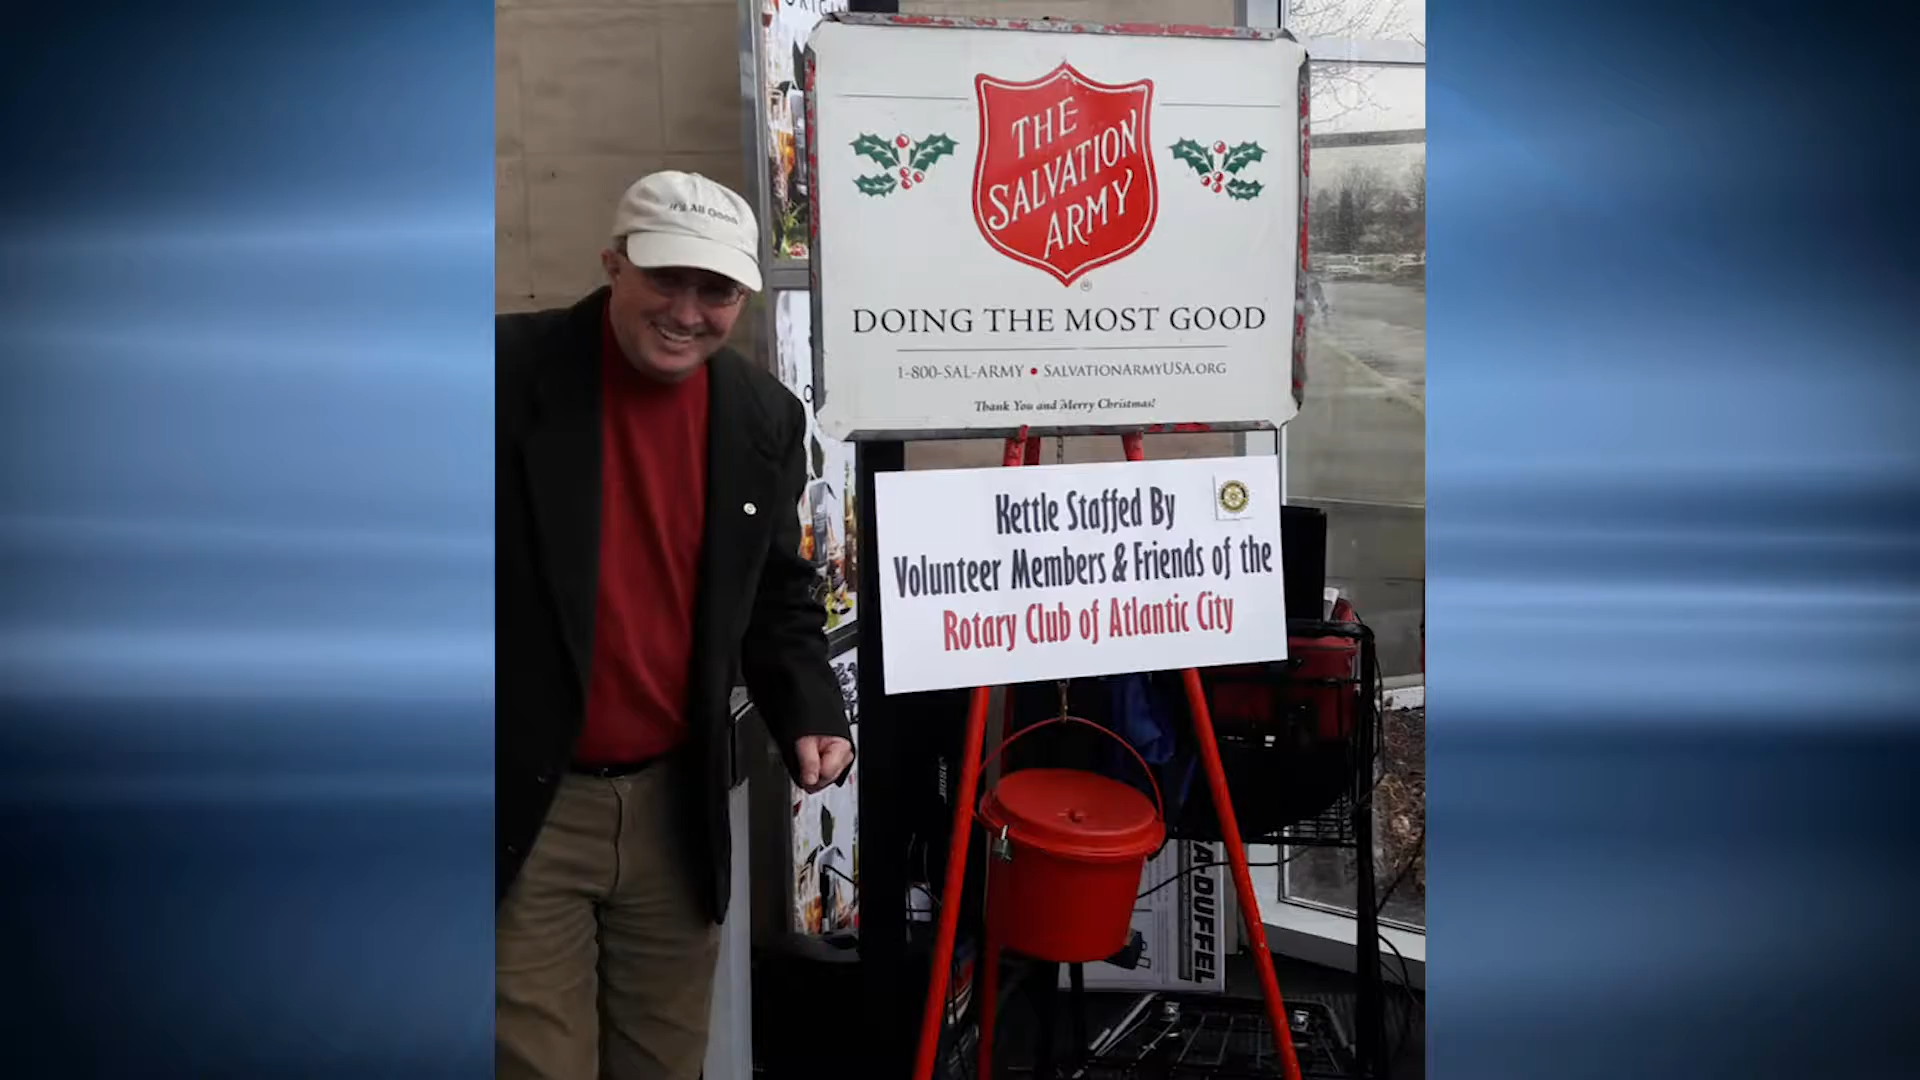 ORIGIN
It's All Good
THE
SALVATION
ARMY
®
DOING THE MOST GOOD
1-800-SAL-ARMY • SALVATIONARMYUSA.ORG
Thank You and Merry Christmas!
Kettle Staffed By
Volunteer Members & Friends of the
Rotary Club of Atlantic City
A-DUFFEL